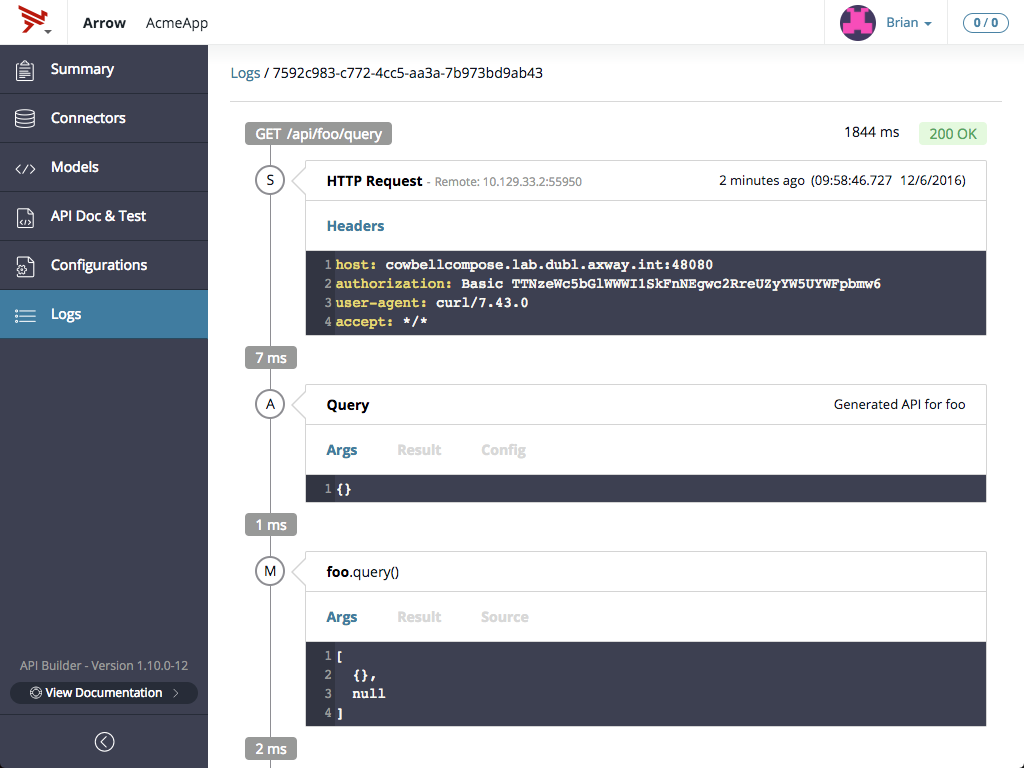 Arrow AcmeApp Brian 0 / 0
Summary
Connectors
Models
API Doc & Test
Configurations
Logs
API Builder - Version 1.10.0-12
View Documentation
Logs / 7592c983-c772-4cc5-aa3a-7b973bd9ab43
GET /api/foo/query 1844 ms 200 OK
S HTTP Request - Remote: 10.129.33.2:55950 2 minutes ago (09:58:46.727 12/6/2016)
Headers
1 host: cowbellcompose.lab.dubl.axway.int:48080
2 authorization: Basic TTNzeWc5bGlWWWI1SkFnNEgwc2RreUZyYW5UYWFpbmw6
3 user-agent: curl/7.43.0
4 accept: */*
7 ms
A Query Generated API for foo
Args Result Config
1 {}
1 ms
M foo.query()
Args Result Source
1 [
2 {},
3 null
4 ]
2 ms